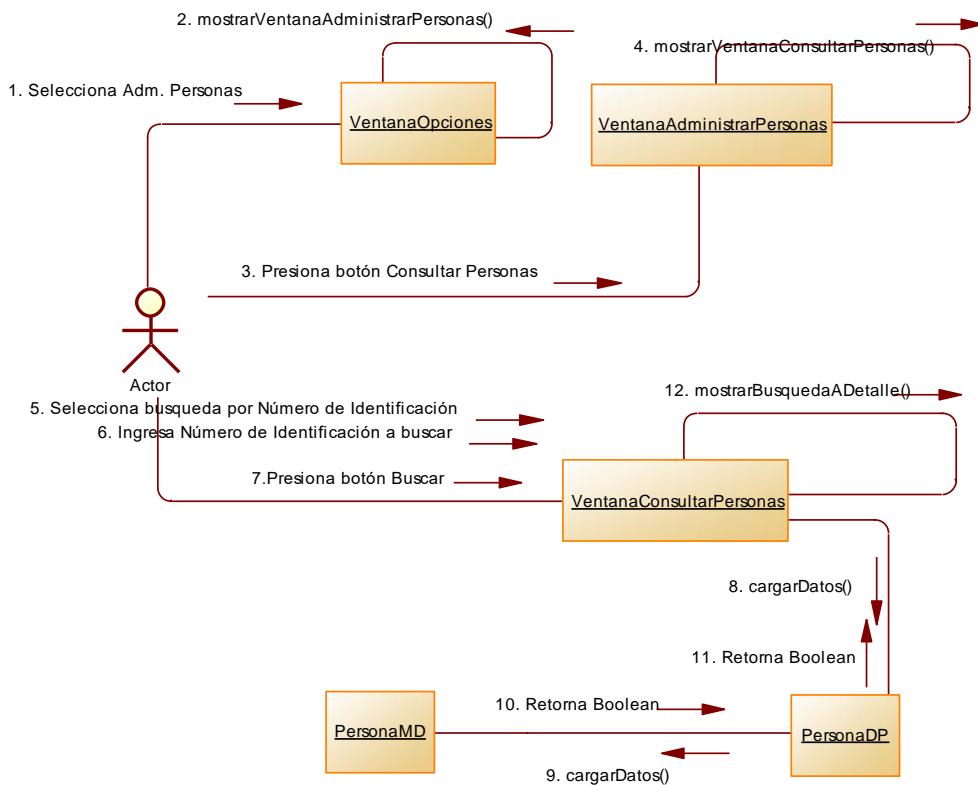 2. mostrarVentanaAdministrarPersonas()
4. mostrarVentanaConsultarPersonas()
1. Selecciona Adm. Personas
VentanaOpciones
VentanaAdministrarPersonas
3. Presiona botón Consultar Personas
Actor
12. mostrarBusquedaADetalle()
5. Selecciona busqueda por Número de Identificación
6. Ingresa Número de Identificación a buscar
7.Presiona botón Buscar
VentanaConsultarPersonas
8. cargarDatos()
11. Retorna Boolean
10. Retorna Boolean
PersonaMD
PersonaDP
9. cargarDatos()